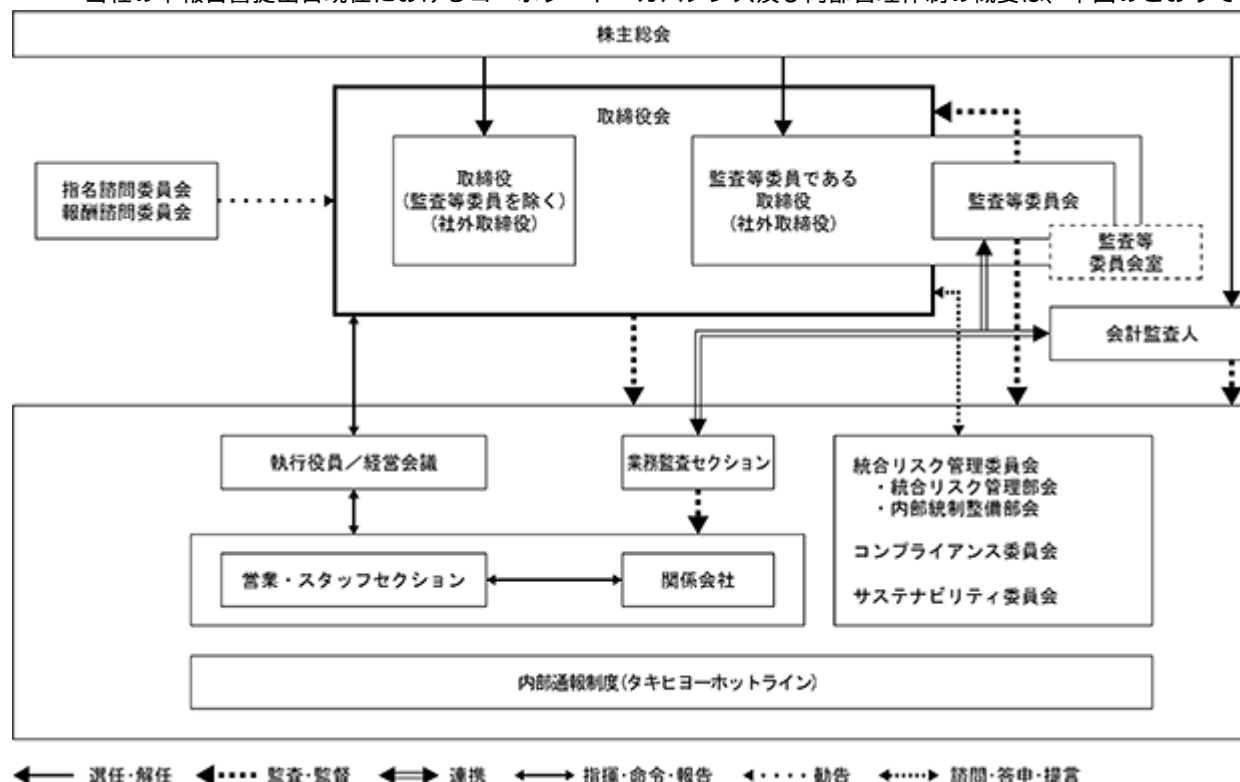 株主総会
取締役会
取締役
(監査等委員を除く)
(社外取締役)
監査等委員である
取締役
(社外取締役)
監査等委員会
監査等
委員会室
指名諮問委員会
報酬諮問委員会
会計監査人
執行役員／経営会議
業務監査セクション
統合リスク管理委員会
・統合リスク管理部会
・内部統制整備部会
コンプライアンス委員会
サステナビリティ委員会
営業・スタッフセクション
関係会社
内部通報制度(タキヒヨーホットライン)
選任・解任
監査・監督
連携
指揮・命令・報告
勧告
諮問・答申・提言